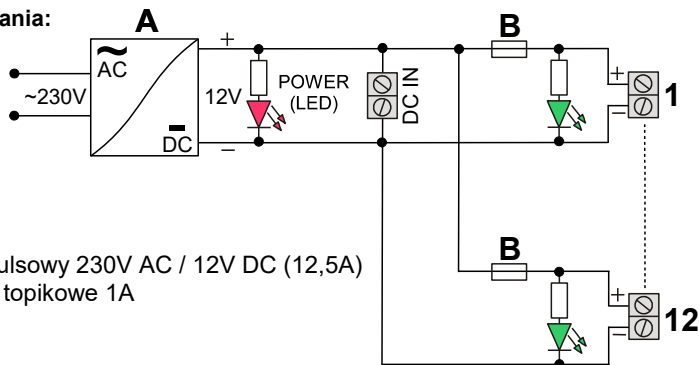 ania:
A
B
+
AC
~230V
12V
POWER
(LED)
DC IN
+
1
DC
B
ulsowy 230V AC / 12V DC (12,5A)
topikowe 1A
+
12